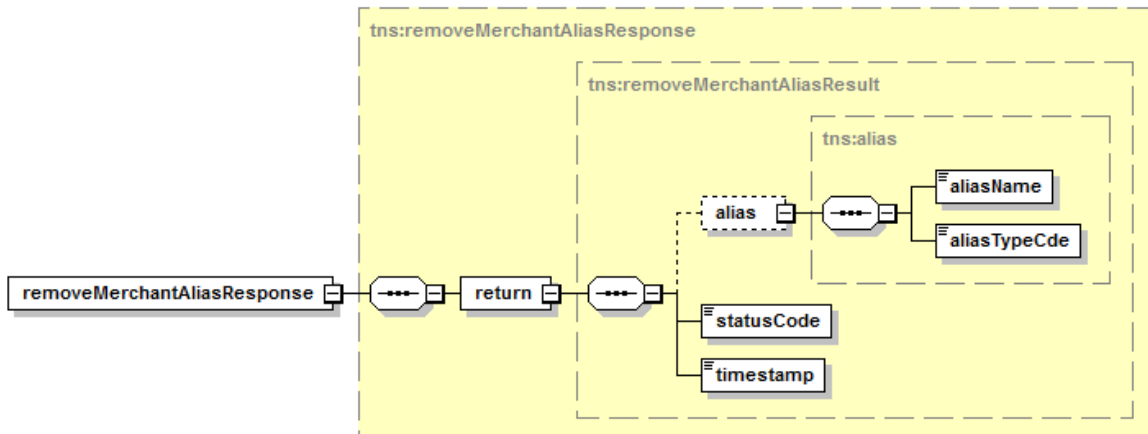 tns:removeMerchantAliasResponse
tns:removeMerchantAliasResult
tns:alias
aliasName
alias
aliasTypeCde
removeMerchantAliasResponse
return
statusCode
timestamp